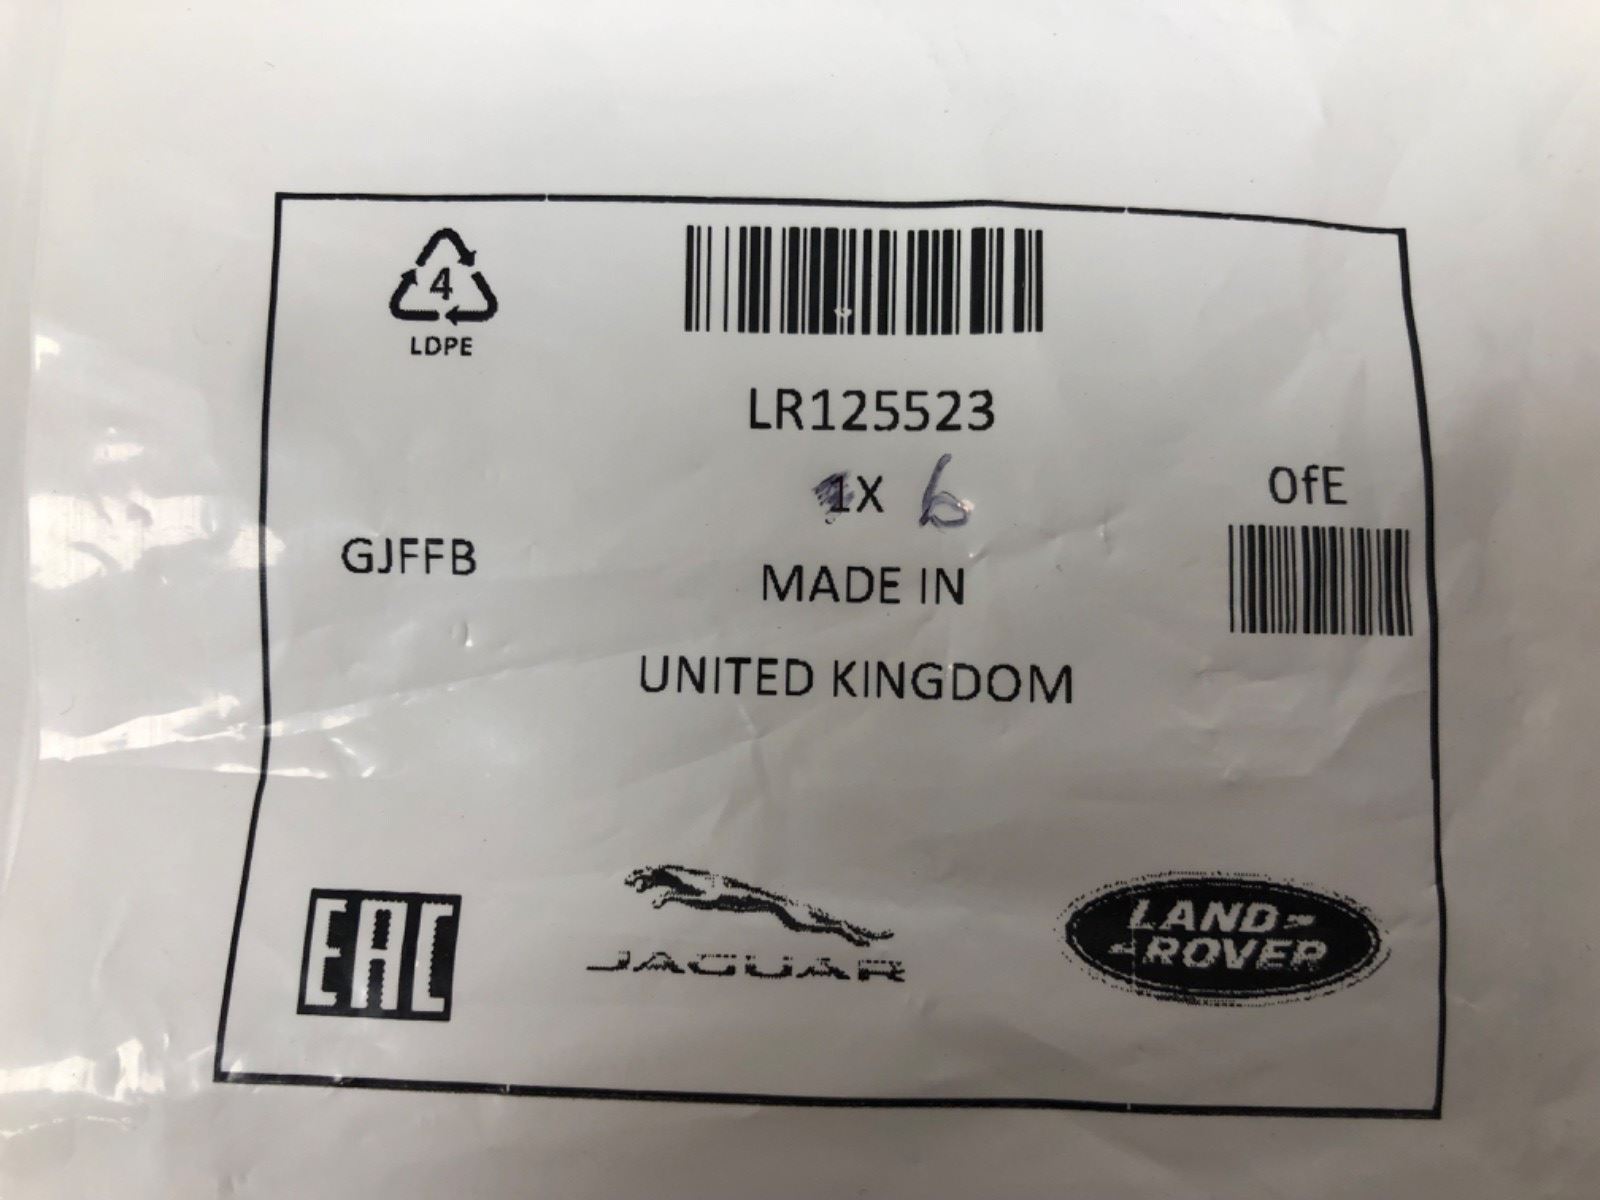 4
LDPE
LR125523
1X 6
OfE
GJFFB
MADE IN
UNITED KINGDOM
EAC
JAGUAR
LAND-
-ROVER